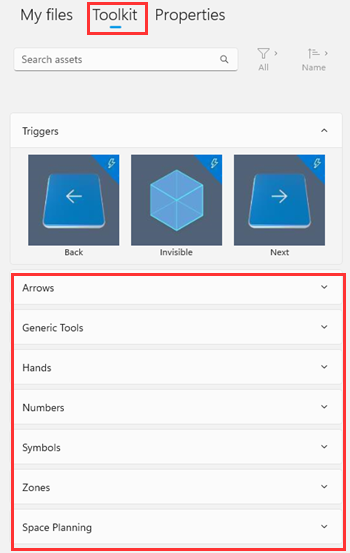 My files Toolkit Properties
Search assets
All Name
Triggers
Back Invisible Next
Arrows
Generic Tools
Hands
Numbers
Symbols
Zones
Space Planning